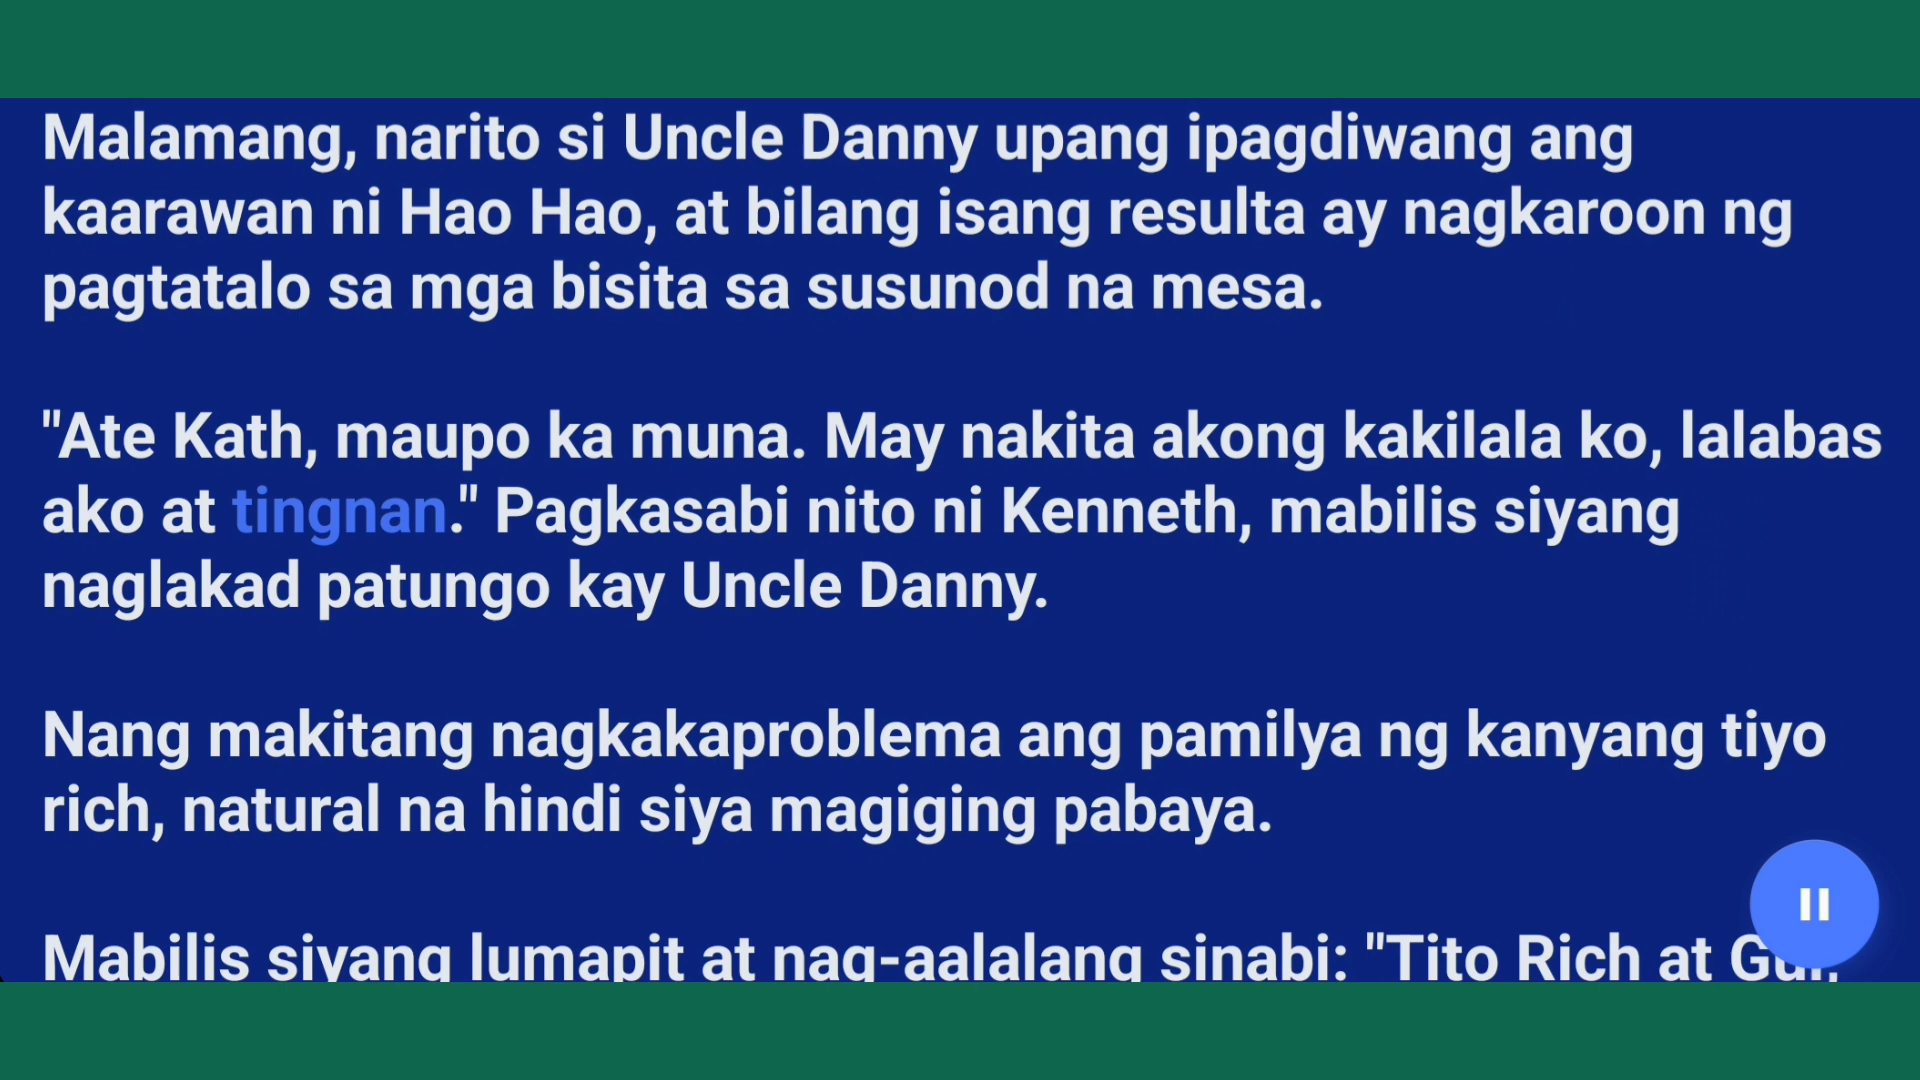 Malamang, narito si Uncle Danny upang ipagdiwang ang
kaarawan ni Hao Hao, at bilang isang resulta ay nagkaroon ng
pagtatalo sa mga bisita sa susunod na mesa.
"Ate Kath, maupo ka muna. May nakita akong kakilala ko, lalabas
ako at tingnan." Pagkasabi nito ni Kenneth, mabilis siyang
naglakad patungo kay Uncle Danny.
Nang makitang nagkakaproblema ang pamilya ng kanyang tiyo
rich, natural na hindi siya magiging pabaya.
Mabilis siyang lumapit at nag-aalalang sinabi: "Tito Rich at